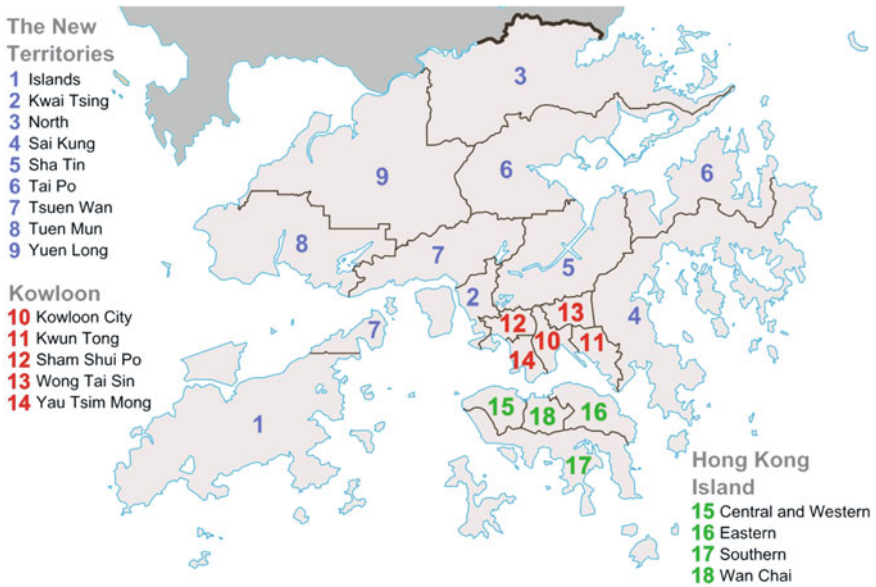 The New
Territories
1 Islands
2 Kwai Tsing
3 North
4 Sai Kung
5 Sha Tin
6 Tai Po
7 Tsuen Wan
8 Tuen Mun
9 Yuen Long
Kowloon
10 Kowloon City
11 Kwun Tong
12 Sham Shui Po
13 Wong Tai Sin
14 Yau Tsim Mong
3
6
6
9
8
7
5
2
13
12
4
10
11
7
14
15
18
16
1
17
Hong Kong
Island
15 Central and Western
16 Eastern
17 Southern
18 Wan Chai